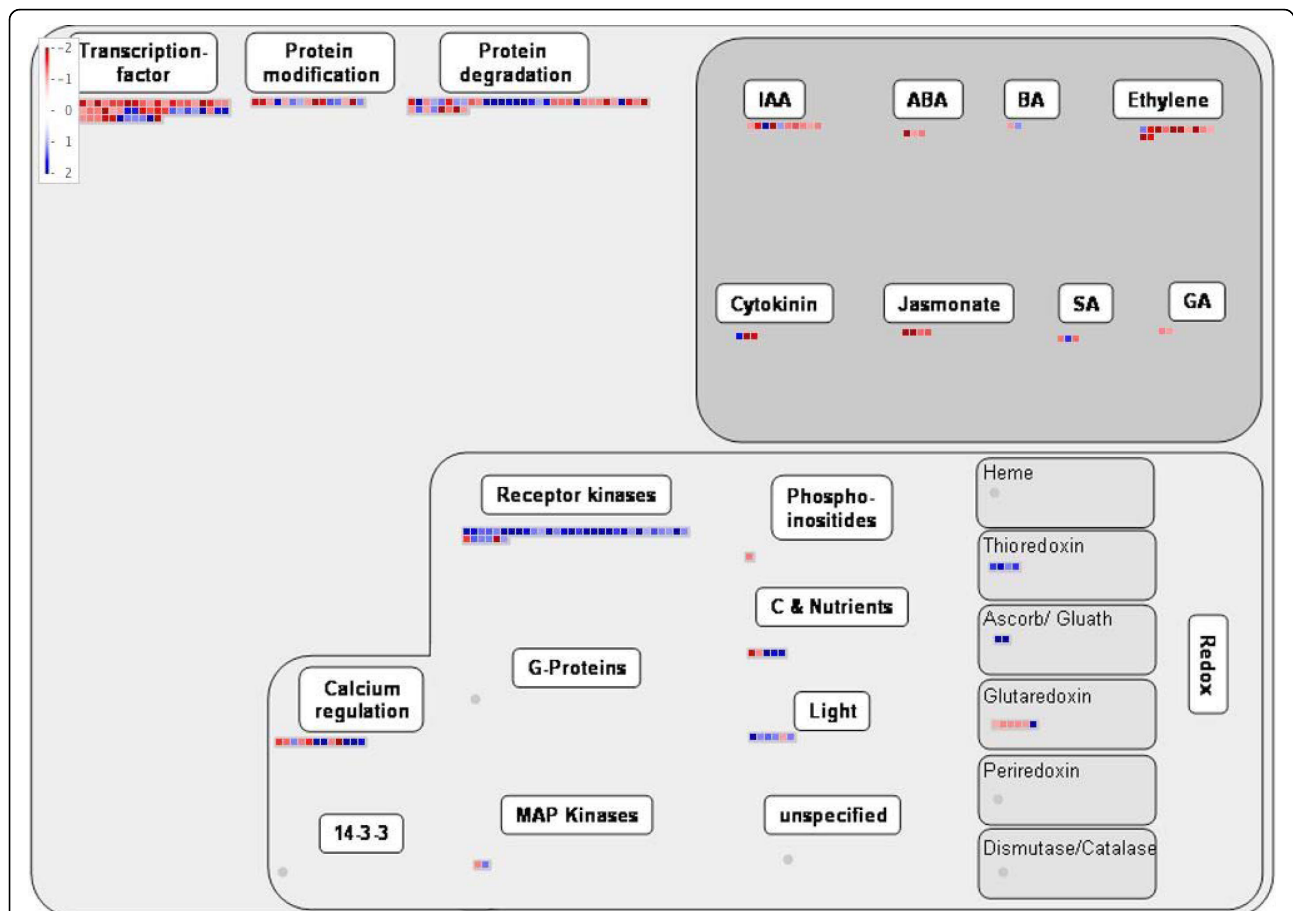 Transcription-
factor
Protein
modification
Protein
degradation
-2
-1
0
1
2
IAA
ABA
BA
Ethylene
Cytokinin
Jasmonate
SA
GA
Receptor kinases
Phospho-
inositides
C & Nutrients
G-Proteins
Light
Calcium
regulation
MAP Kinases
unspecified
14-3-3
Heme
Thioredoxin
Ascorb/ Gluath
Glutaredoxin
Periredoxin
Dismutase/Catalase
Redox